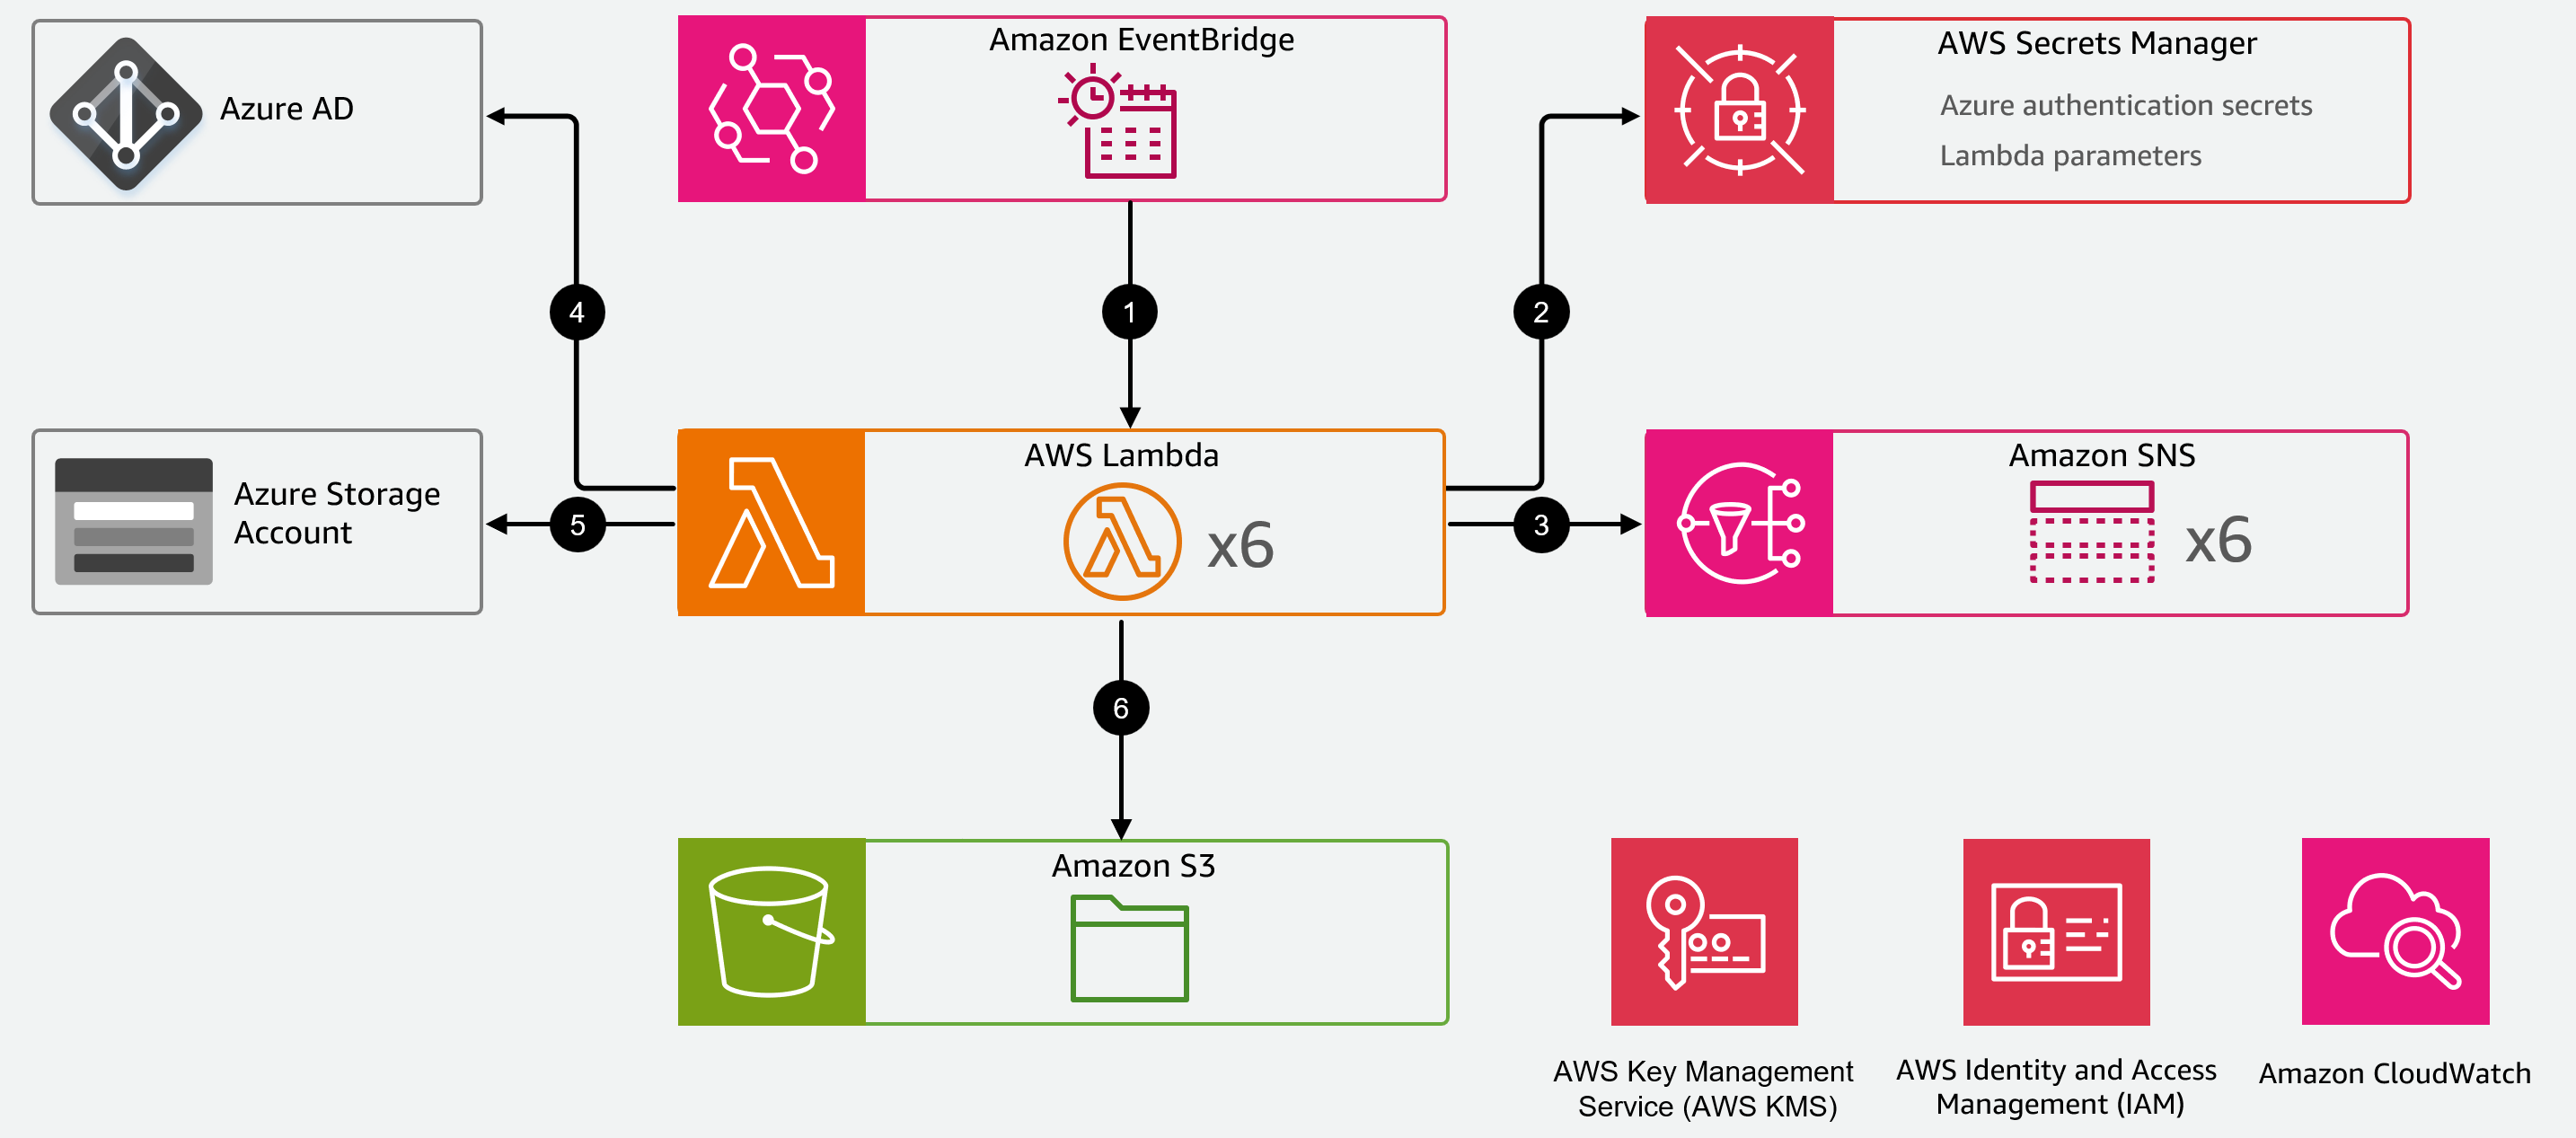 Azure AD
Amazon EventBridge
AWS Secrets Manager
Azure authentication secrets
Lambda parameters
4
1
2
Azure Storage
Account
5
AWS Lambda
x6
3
Amazon SNS
x6
6
Amazon S3
AWS Key Management
Service (AWS KMS)
AWS Identity and Access
Management (IAM)
Amazon CloudWatch